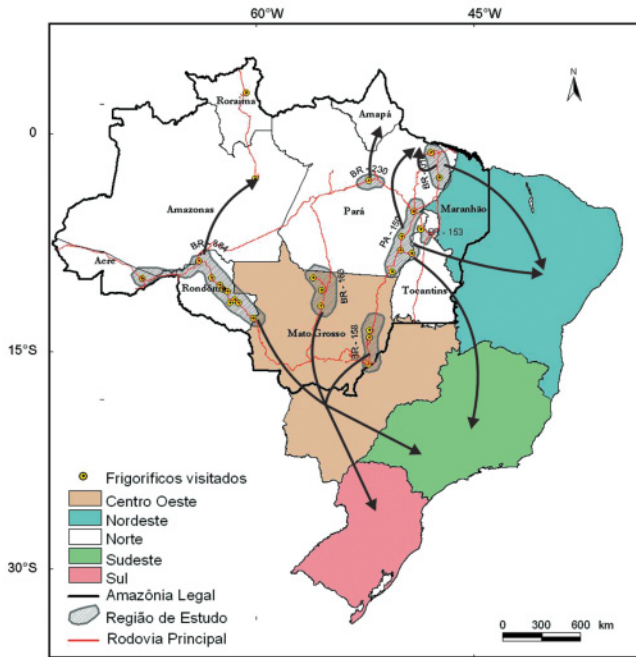 60°W 45°W
N
Roraima
Amapá
0
BR - 230
BR - 010
Amazonas
Pará
Maranhão
PA - 150
BR - 153
BR - 364
Acre
Rondônia
BR - 163
Tocantins
Mato Grosso
BR - 158
15°S
Frigoríficos visitados
Centro Oeste
Nordeste
Norte
Sudeste
Sul
30°S
Amazônia Legal
Região de Estudo
Rodovia Principal
0 300 600 km